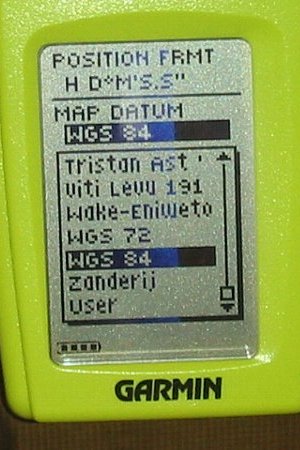 POSITION FRMT
H D°M'S.S"
MAP DATUM
WGS 84
Tristan Ast '
Viti Levu 191
Wake-Eniweto
WGS 72
WGS 84
Zanderij
User
GARMIN